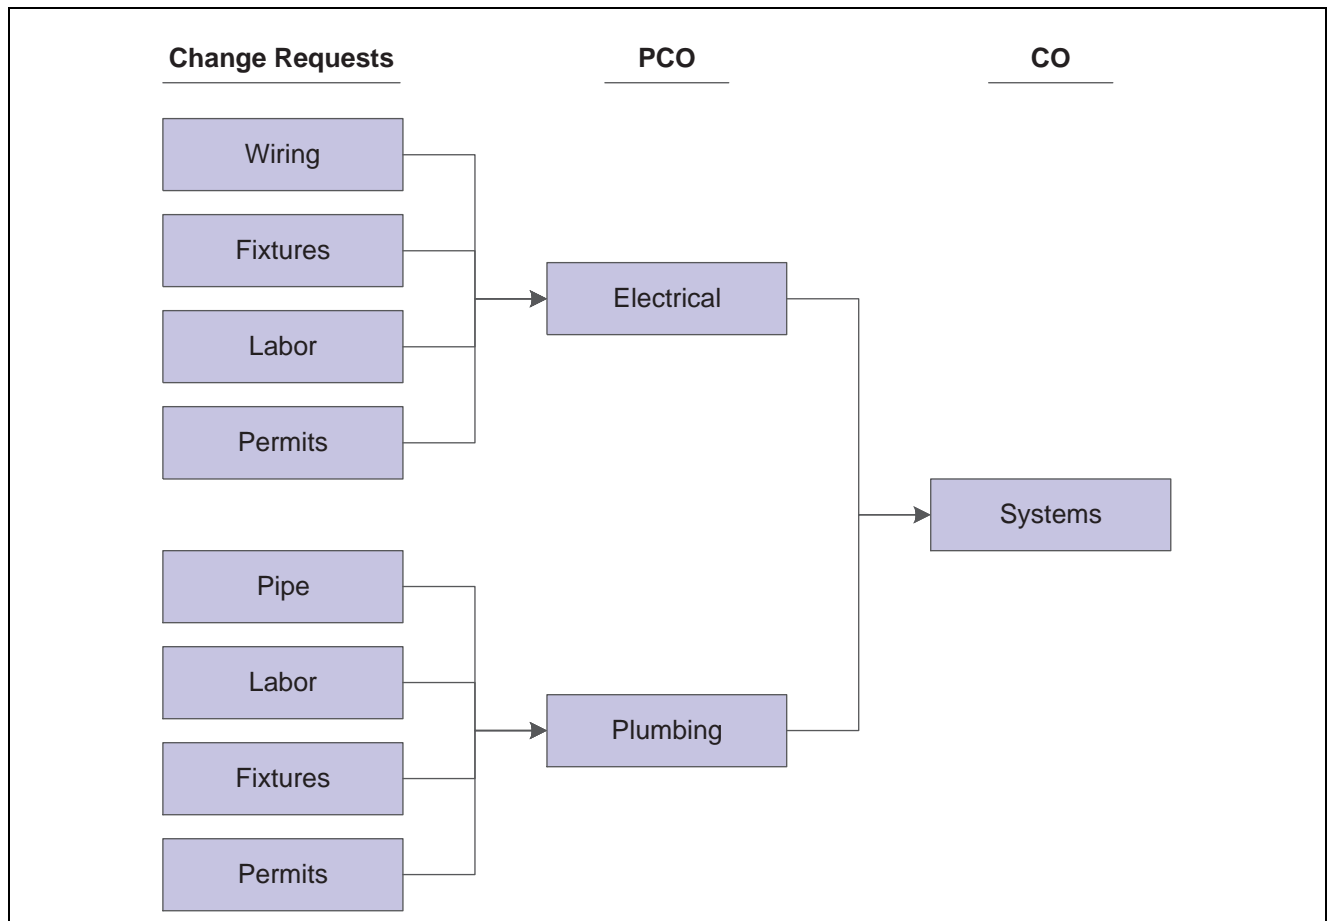 Change Requests
PCO
CO
Wiring
Fixtures
Labor
Permits
Electrical
Systems
Pipe
Labor
Fixtures
Permits
Plumbing